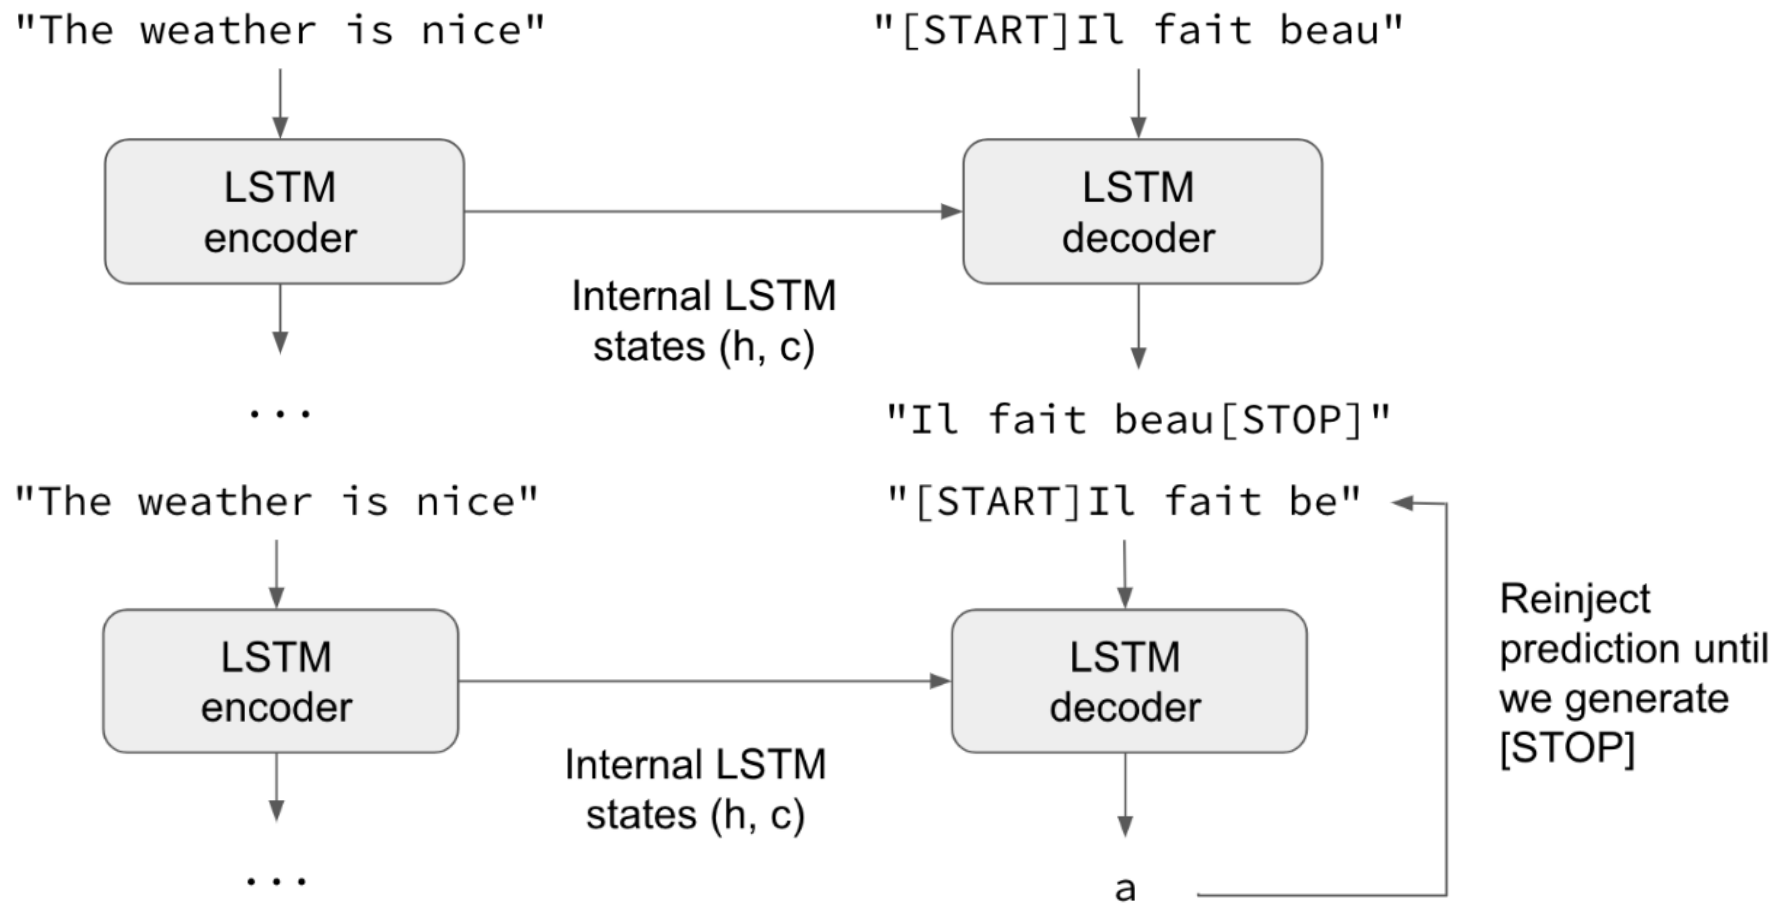 "The weather is nice"
"[START]Il fait beau"
LSTM
encoder
LSTM
decoder
Internal LSTM
states (h, c)
...
"Il fait beau[STOP]"
"The weather is nice"
"[START]Il fait be"
LSTM
encoder
LSTM
decoder
Reinject
prediction until
we generate
[STOP]
Internal LSTM
states (h, c)
...
a